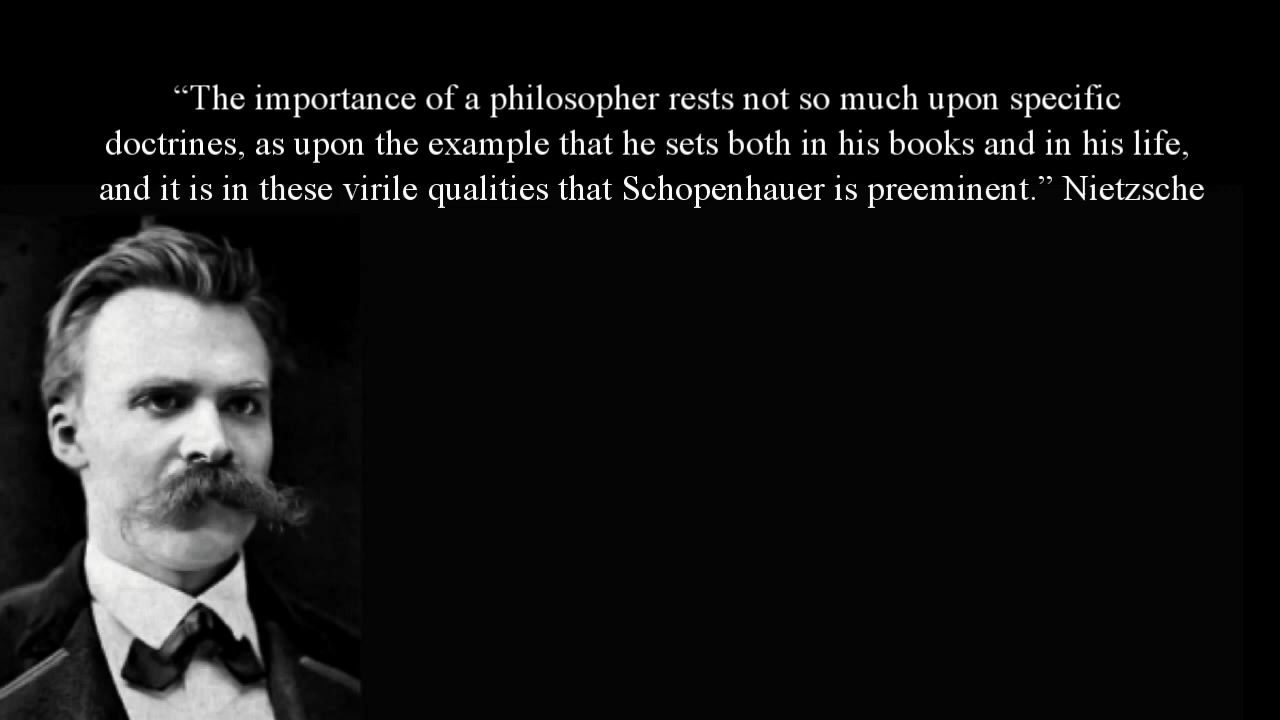 “The importance of a philosopher rests not so much upon specific
doctrines, as upon the example that he sets both in his books and in his life,
and it is in these virile qualities that Schopenhauer is preeminent.” Nietzsche